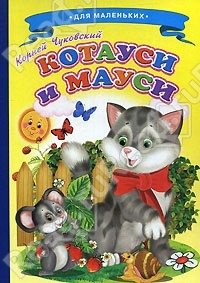 •ДЛЯ МАЛЕНЬКИХ•
Корней Чуковский
КОТАУСИ
И МАУСИ